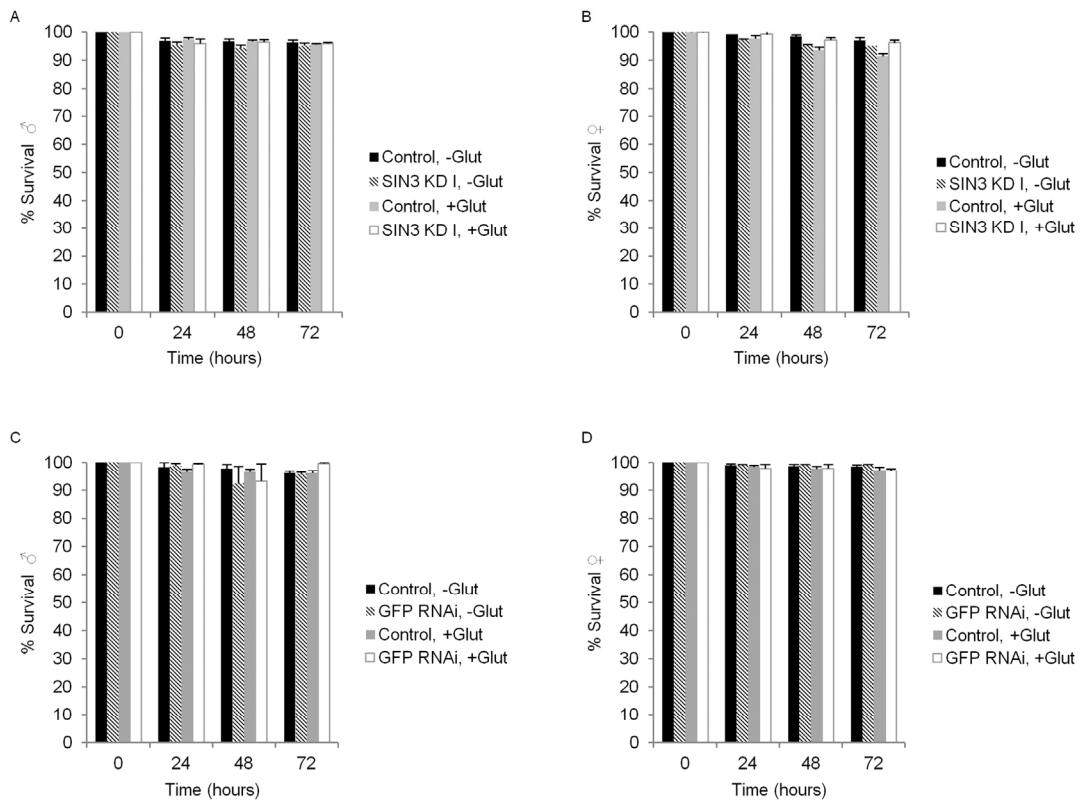 A
100
90
80
70
60
50
40
30
20
10
0
% Survival ♂
0 24 48 72
Time (hours)
Control, -Glut
SIN3 KD I, -Glut
Control, +Glut
SIN3 KD I, +Glut
B
100
90
80
70
60
50
40
30
20
10
0
% Survival ♀
0 24 48 72
Time (hours)
Control, -Glut
SIN3 KD I, -Glut
Control, +Glut
SIN3 KD I, +Glut
C
100
90
80
70
60
50
40
30
20
10
0
% Survival ♂
0 24 48 72
Time (hours)
Control, -Glut
GFP RNAi, -Glut
Control, +Glut
GFP RNAi, +Glut
D
100
90
80
70
60
50
40
30
20
10
0
% Survival ♀
0 24 48 72
Time (hours)
Control, -Glut
GFP RNAi, -Glut
Control, +Glut
GFP RNAi, +Glut